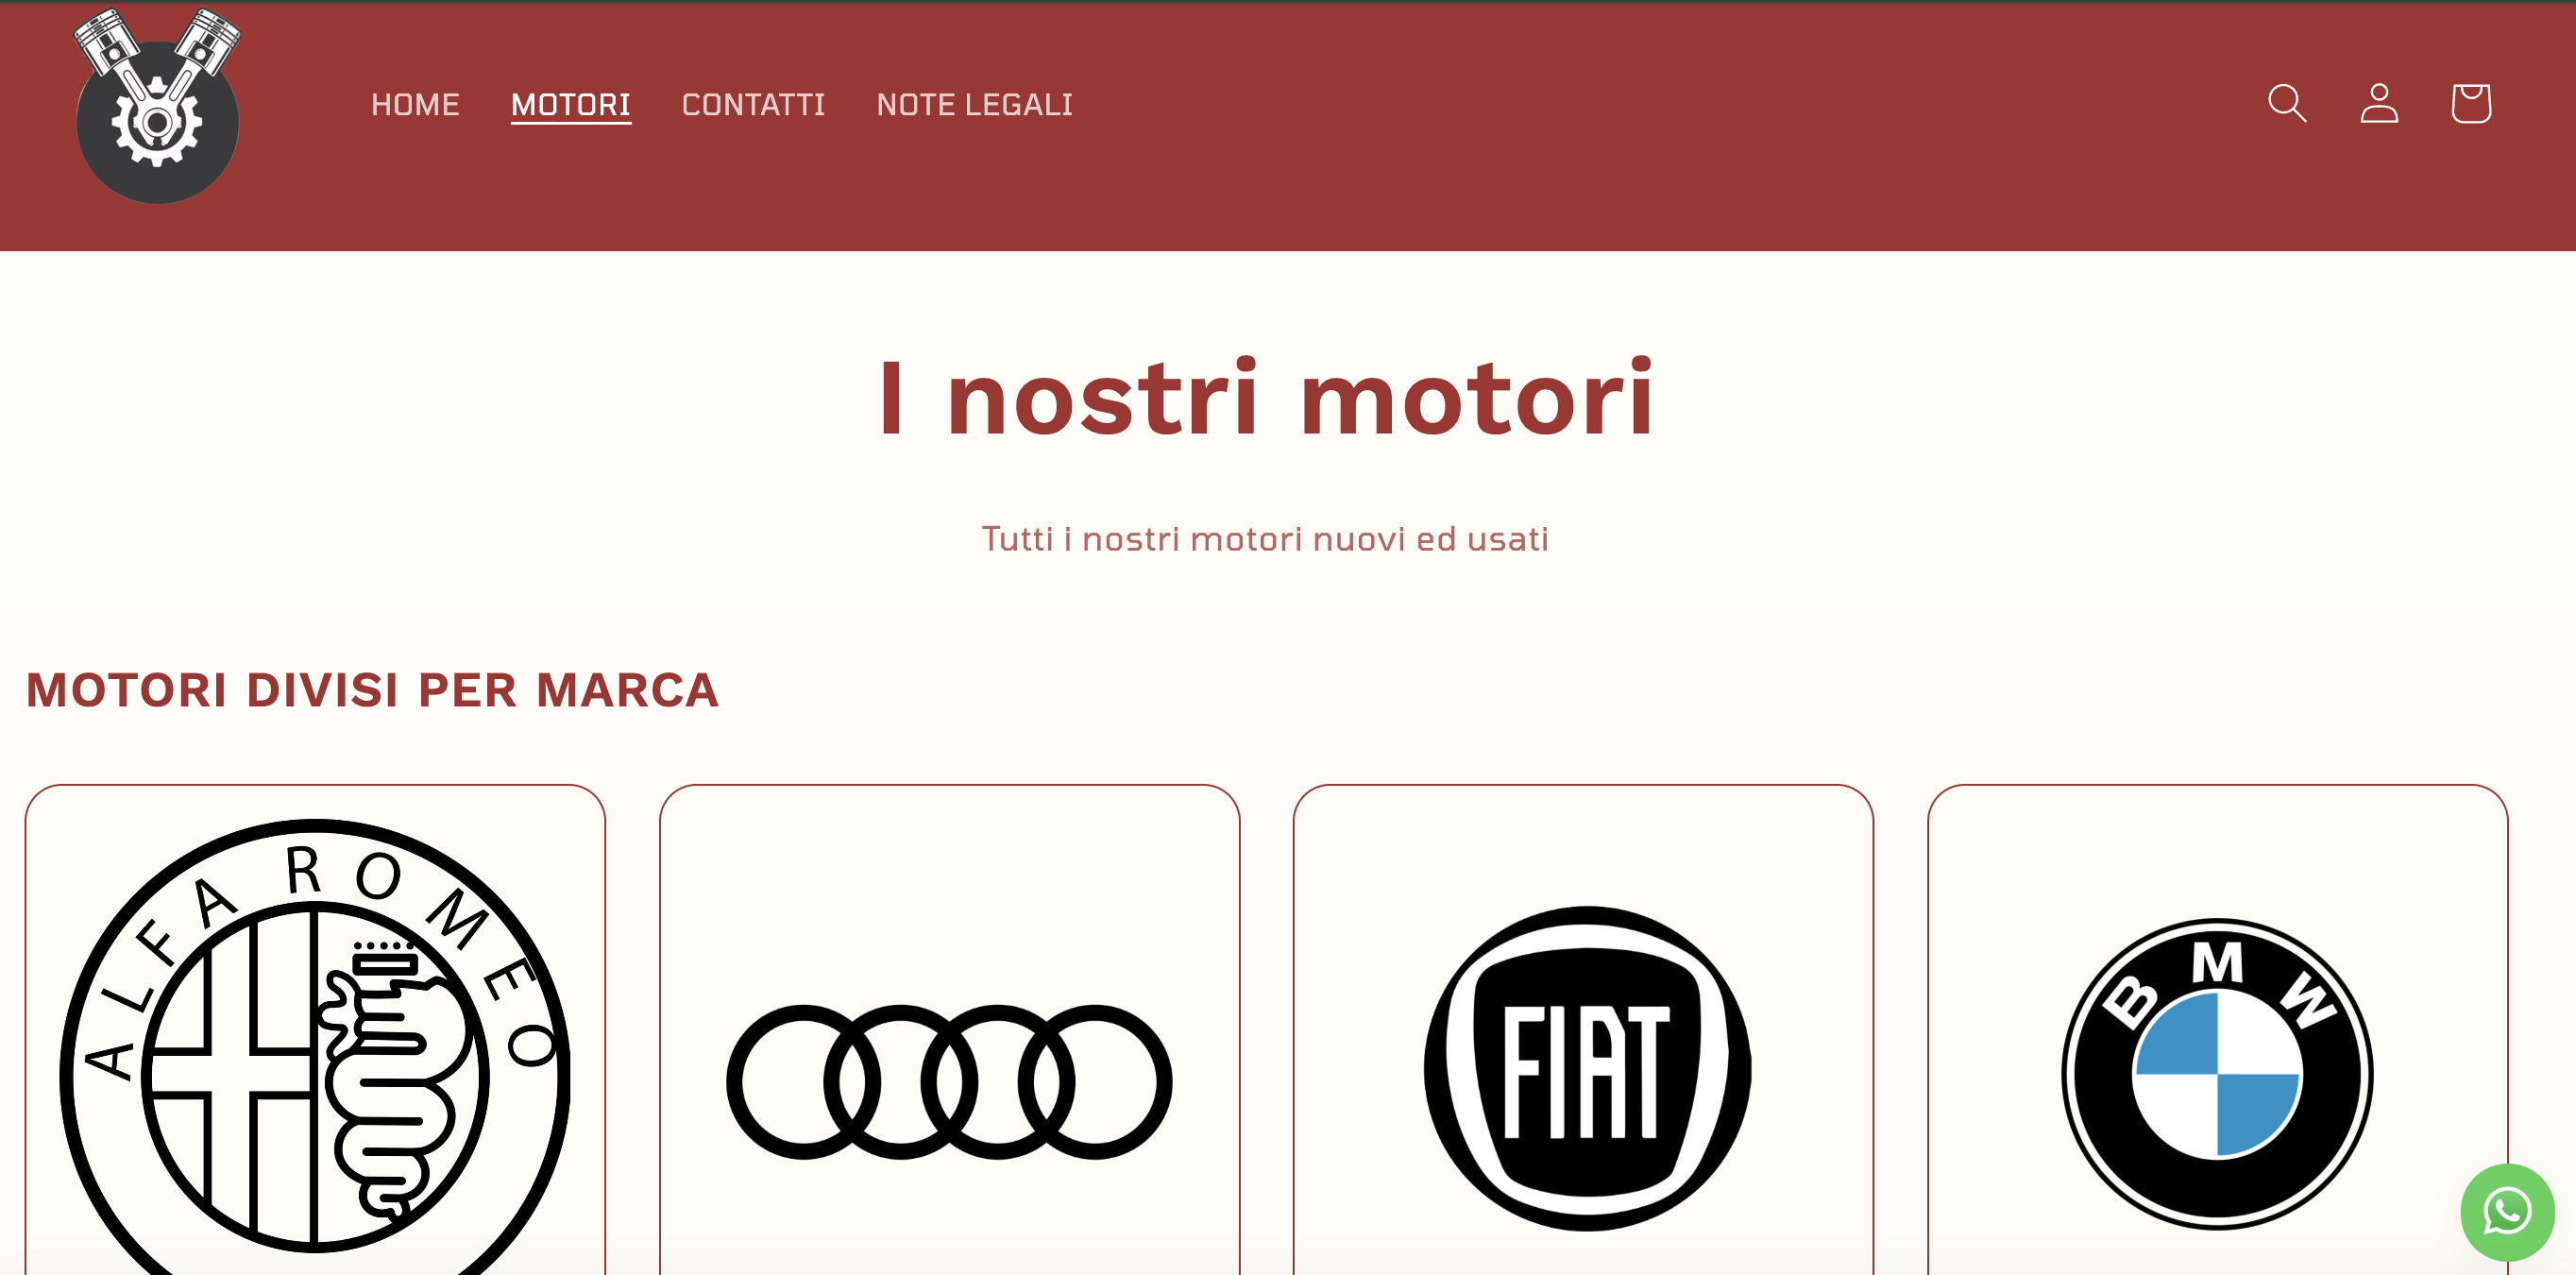 HOME MOTORI CONTATTI NOTE LEGALI
I nostri motori
Tutti i nostri motori nuovi ed usati
MOTORI DIVISI PER MARCA
ALFA ROMEO
FIAT
BMW